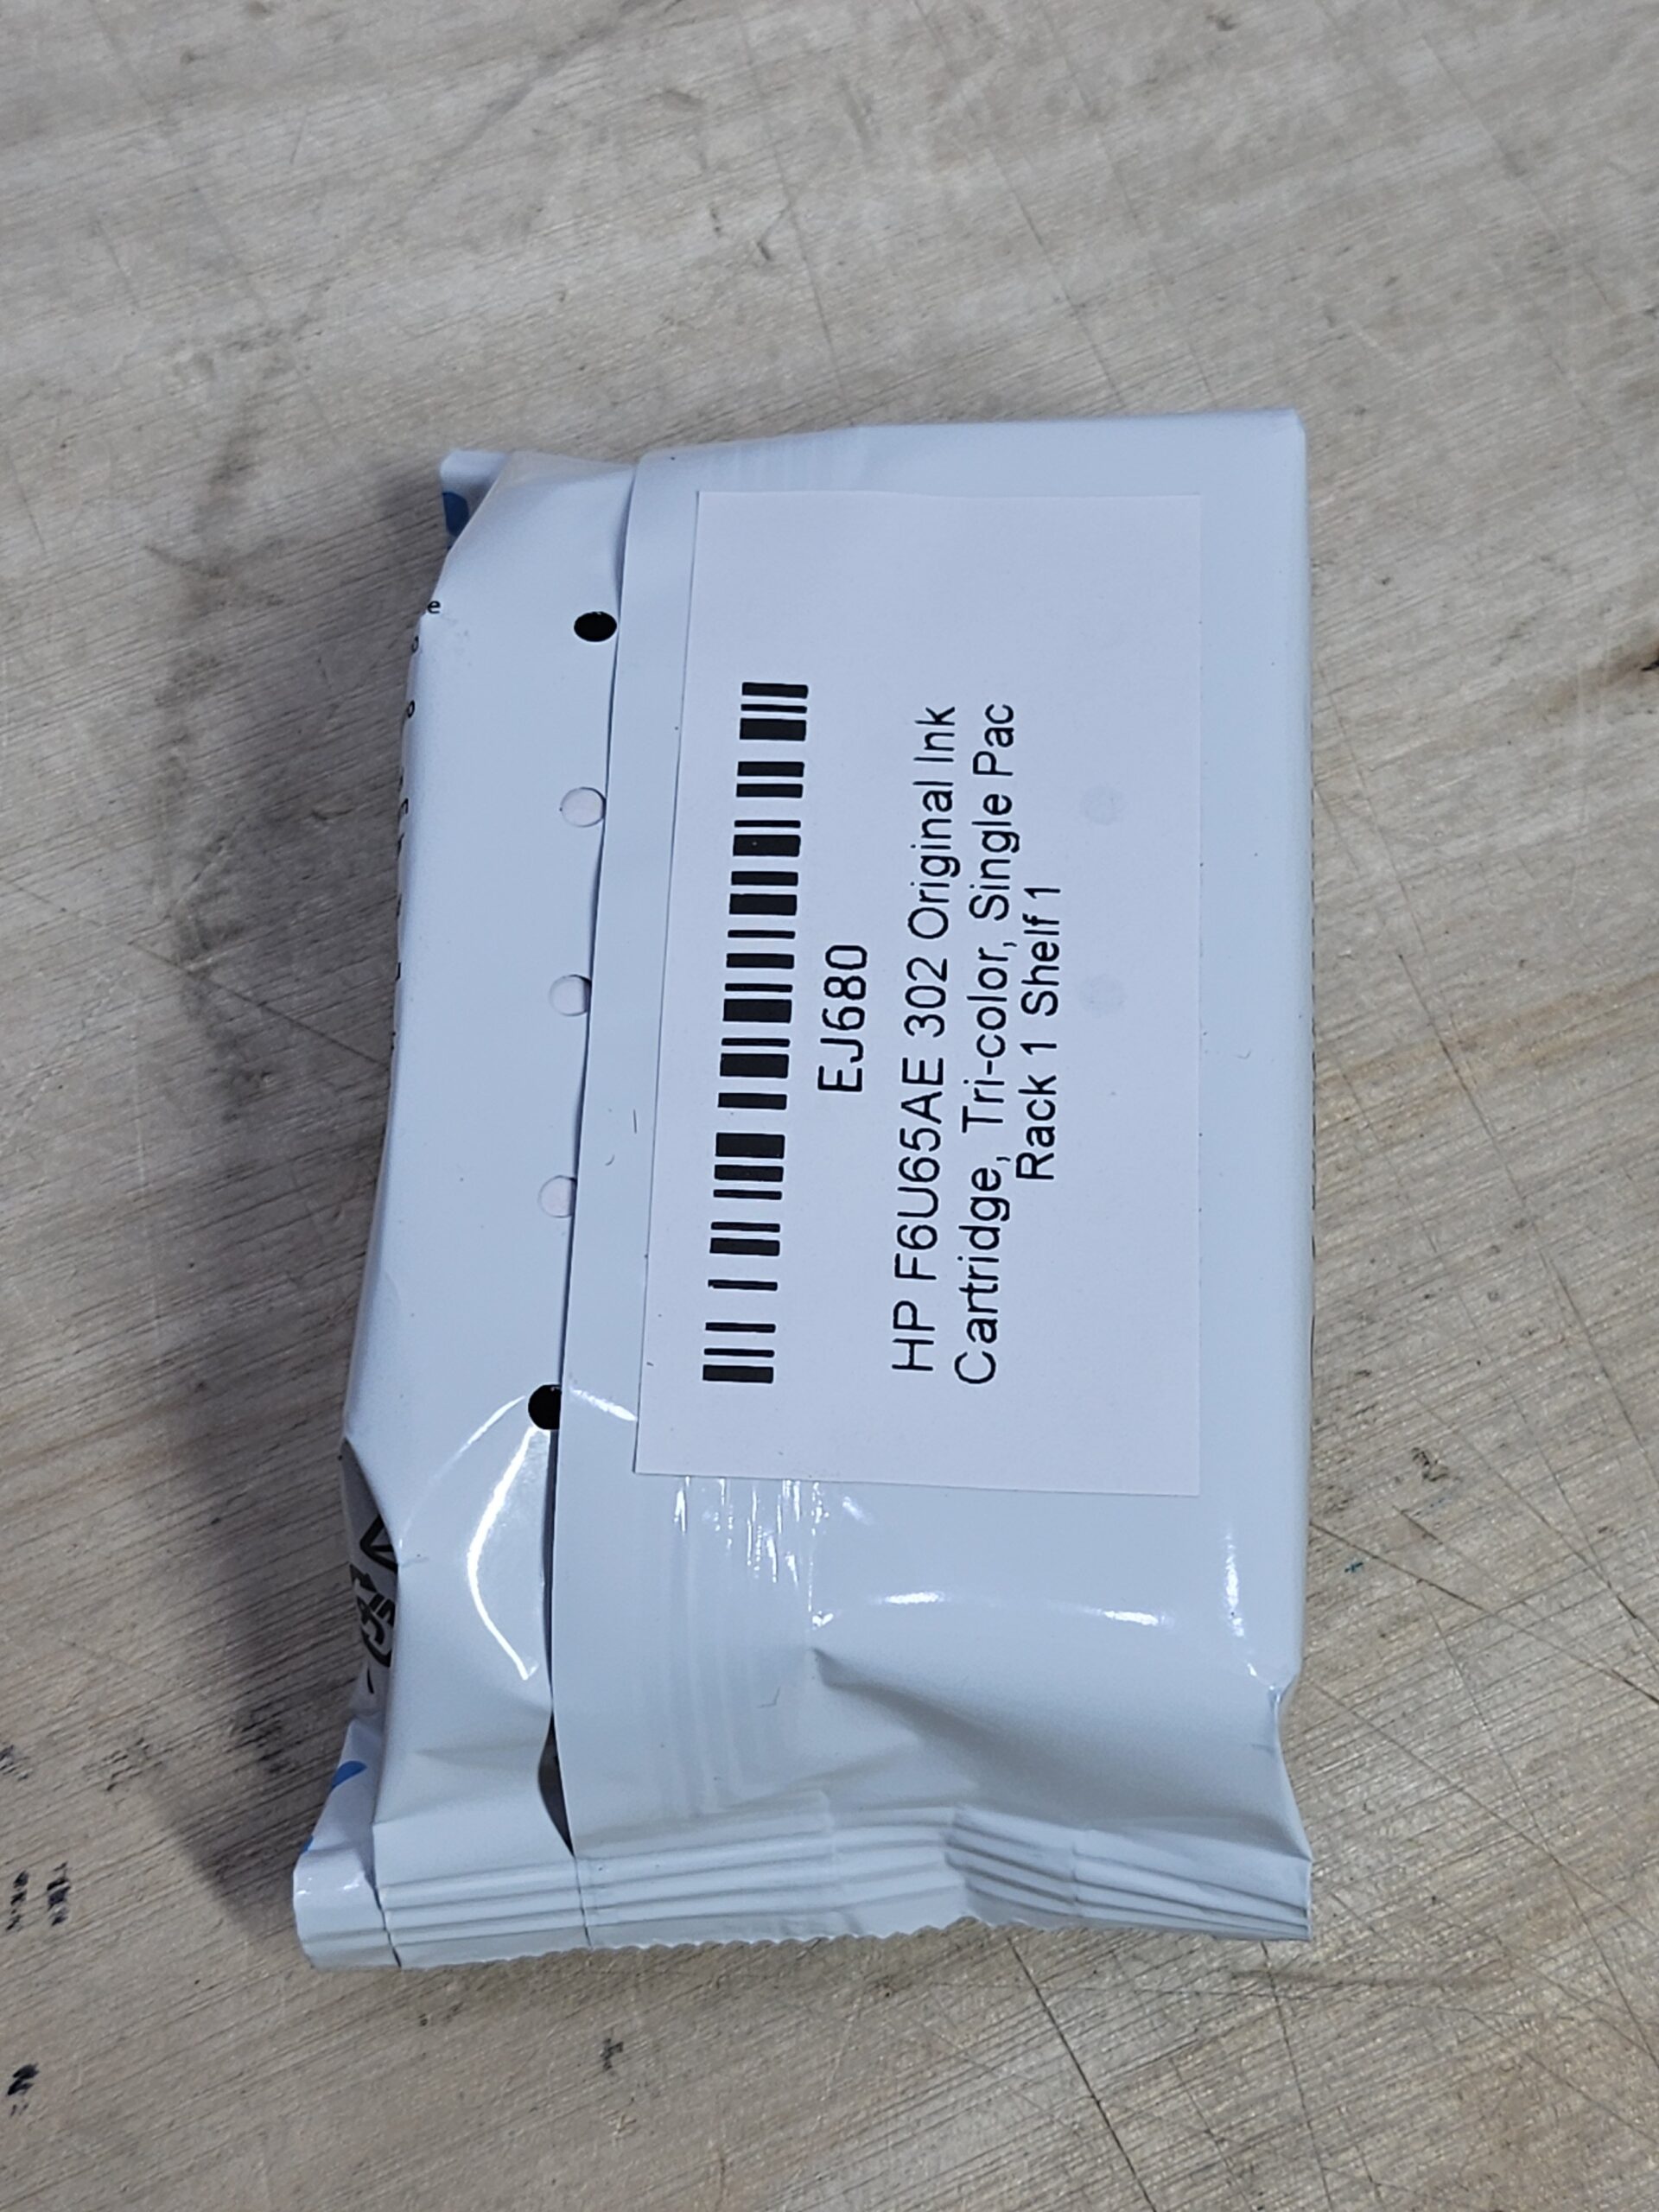 EJ680
HP F6U65AE 302 Original Ink
Cartridge, Tri-color, Single Pac
Rack 1 Shelf 1